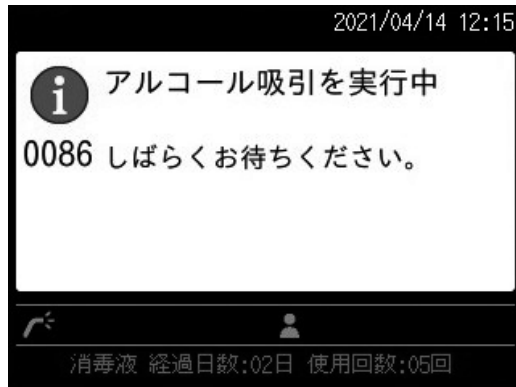 2021/04/14 12:15
アルコール吸引を実行中
0086 しばらくお待ちください。
消毒液 経過日数:02日 使用回数:05回